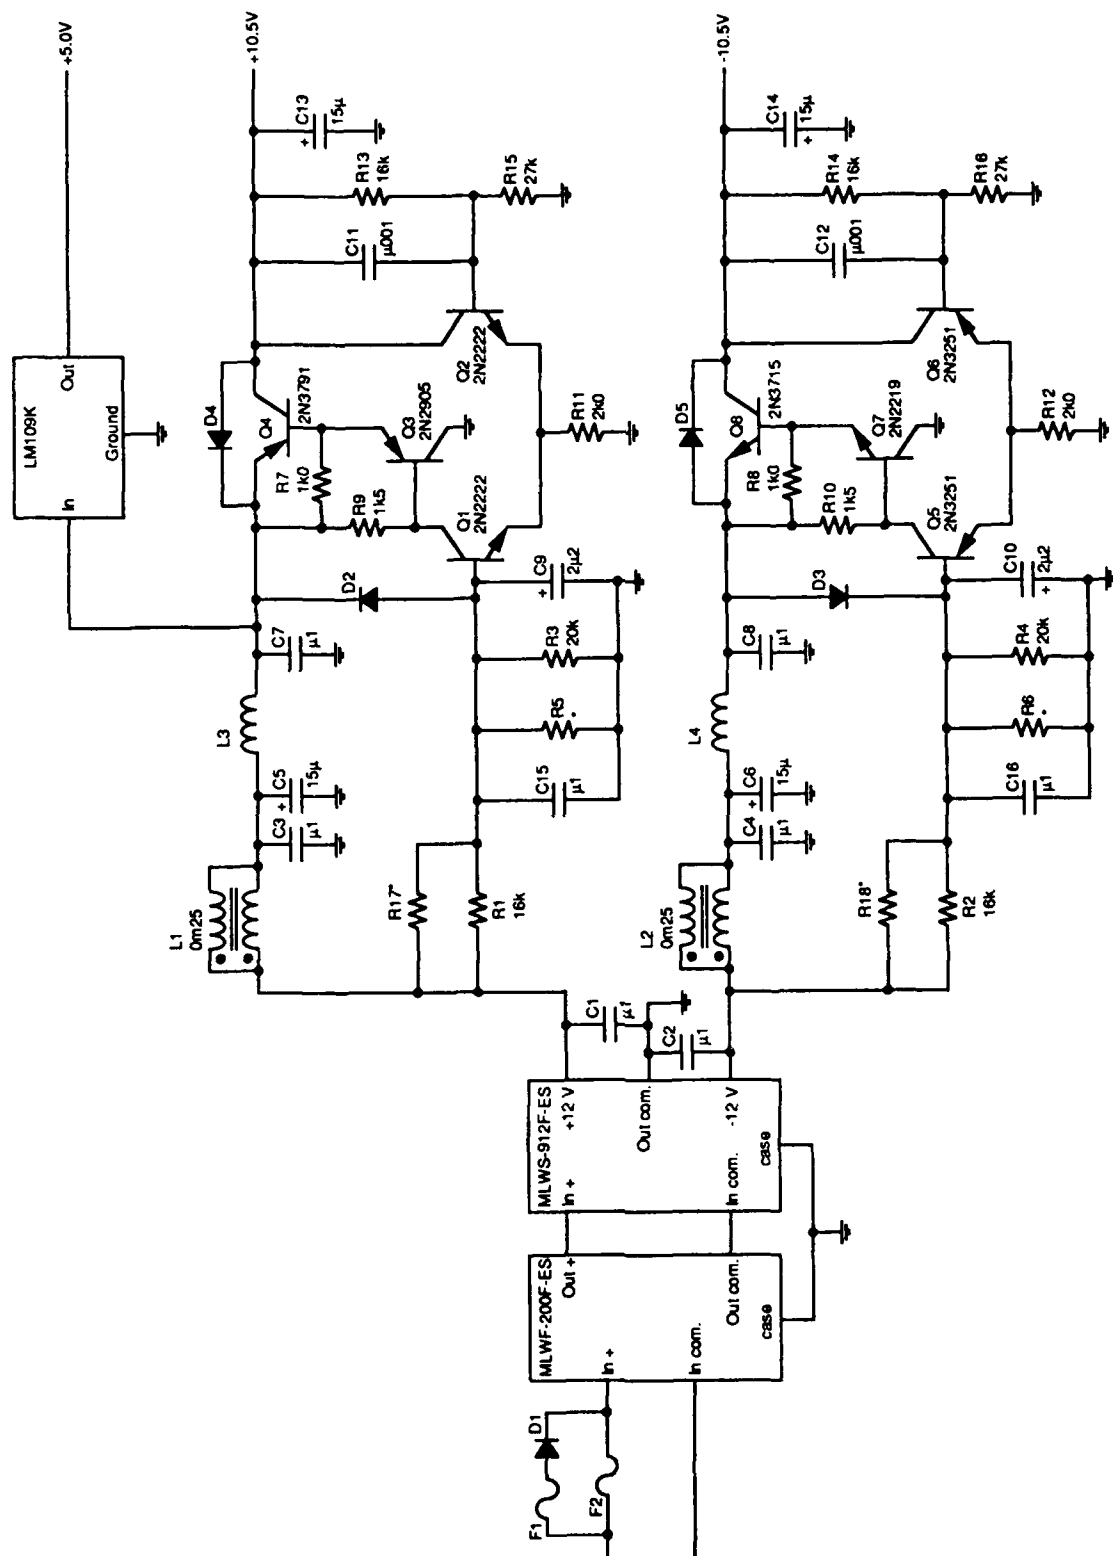 +5.0V
LM109K
In
Out
Ground
+10.5V
C13
15µ
+
R13
16k
R15
27k
C11
µ001
D4
Q4
2N3791
R7
1k0
Q3
2N2905
Q2
2N2222
R9
1k5
Q1
2N2222
R11
2k0
D2
C9
2µ2
+
C7
µ1
R3
20k
L3
R5
*
C5
15µ
+
C3
µ1
C15
µ1
L1
0m25
R17*
R1
16k
-10.5V
C14
15µ
+
R14
16k
R16
27k
C12
µ001
D5
Q8
2N3715
R8
1k0
Q7
2N2219
Q6
2N3251
R10
1k5
Q5
2N3251
R12
2k0
D3
C10
2µ2
+
C8
µ1
R4
20k
L4
R6
*
C6
15µ
+
C4
µ1
C16
µ1
L2
0m25
R18*
R2
16k
C1
µ1
C2
µ1
MLWS-912F-ES
In +
+12 V
Out com.
In com.
-12 V
case
MLWF-200F-ES
Out +
In +
In com.
Out com.
case
D1
F1
F2